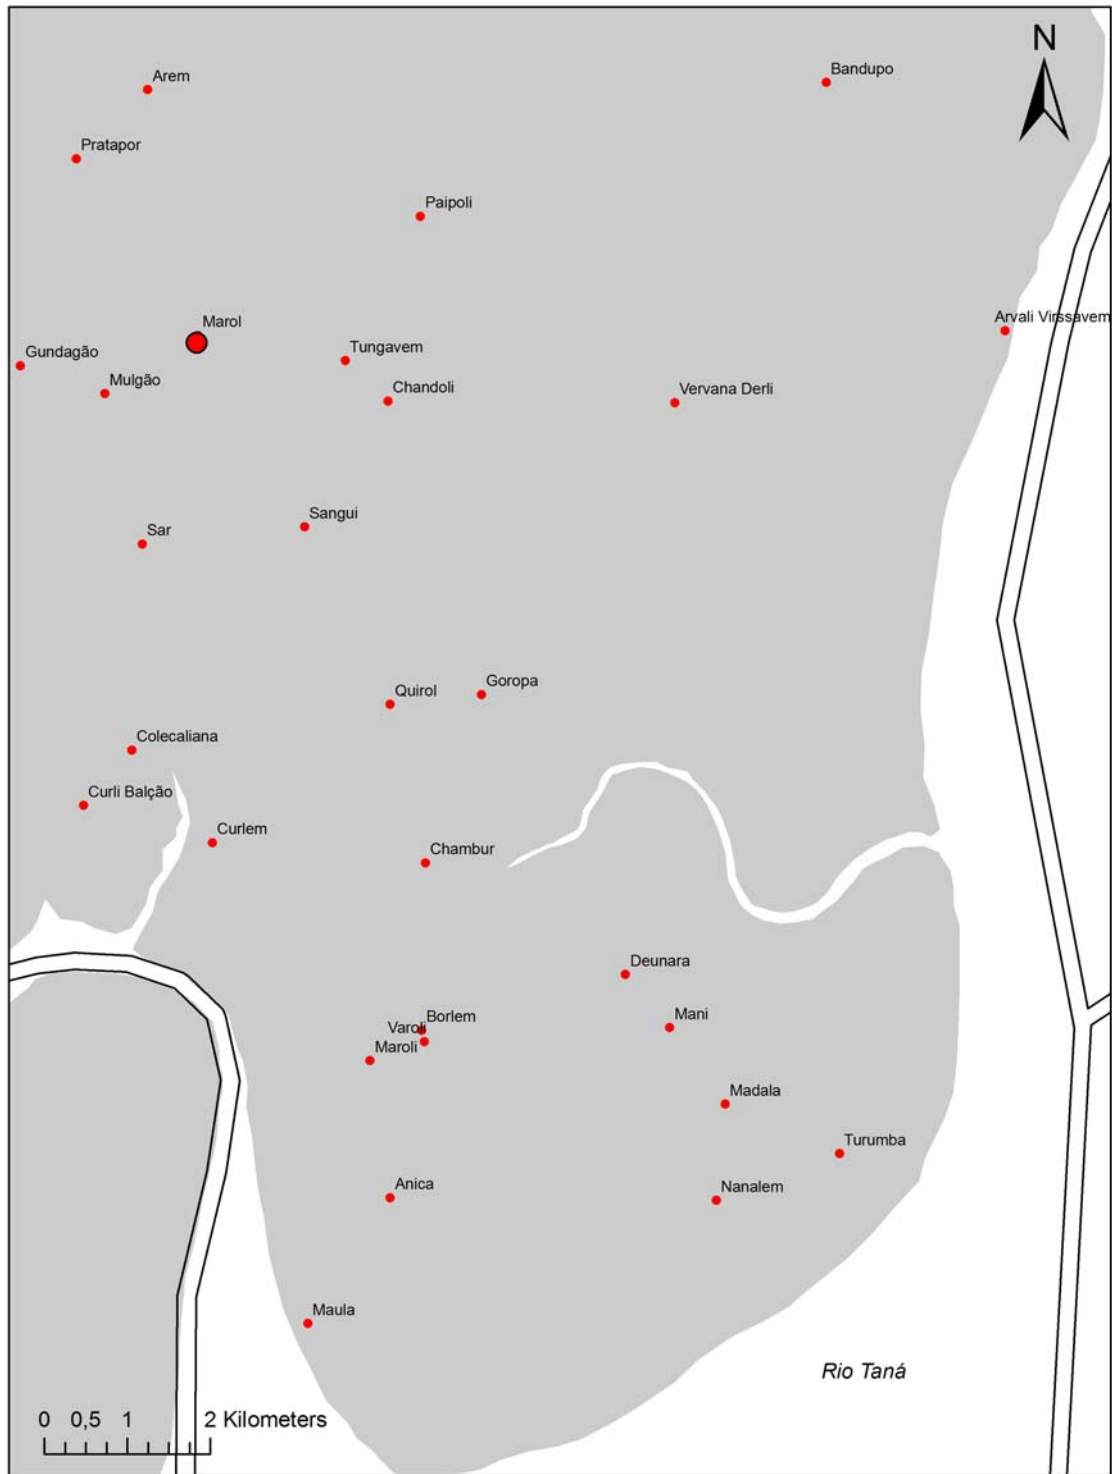 N
Arem
Bandupo
Pratapor
Paipoli
Arvali Virssavem
Marol
Gundagão
Tungavem
Mulgão
Chandoli
Vervana Derli
Sangui
Sar
Goropa
Quirol
Colecaliana
Curli Balção
Curlem
Chambur
Deunara
Mani
Borlem
Varoli
Maroli
Madala
Turumba
Anica
Nanalem
Maula
Rio Taná
0 0,5 1 2 Kilometers